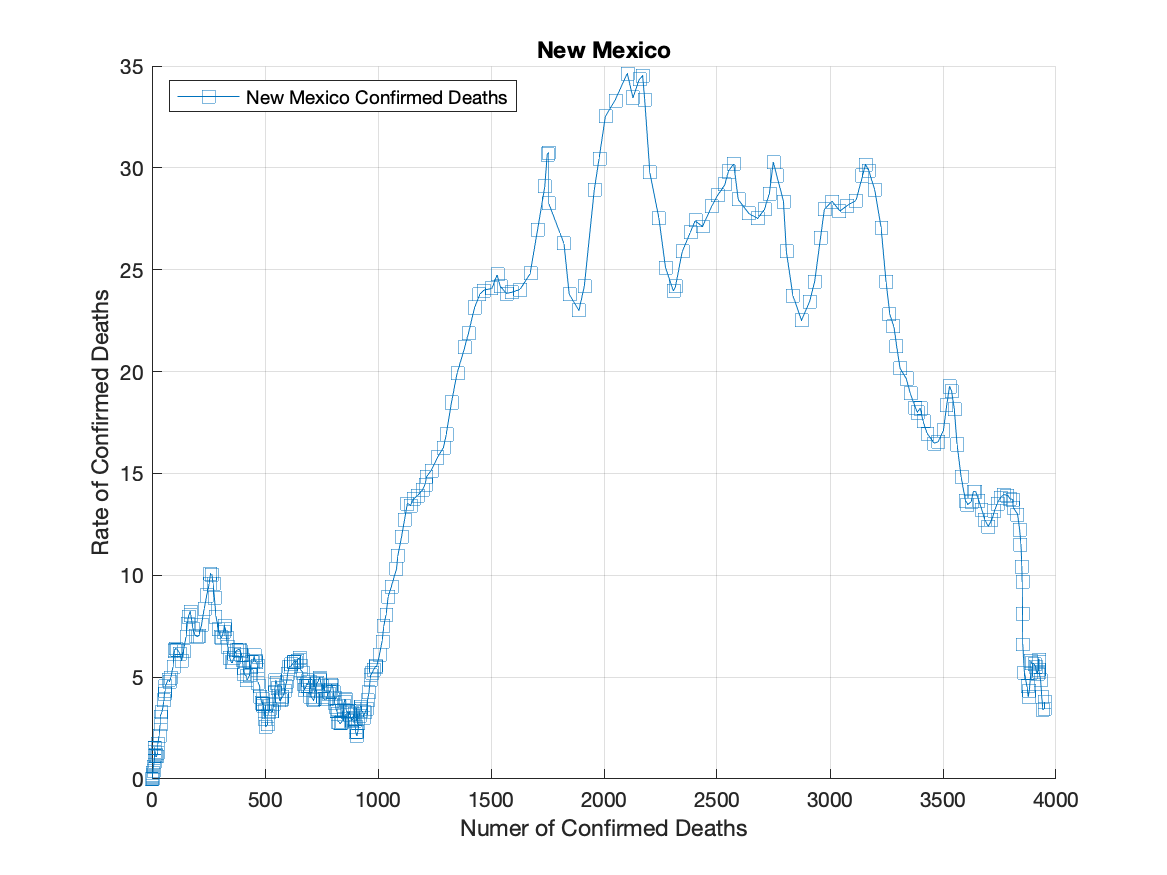 New Mexico
New Mexico Confirmed Deaths
35
30
25
20
15
10
5
0
Rate of Confirmed Deaths
0 500 1000 1500 2000 2500 3000 3500 4000
Numer of Confirmed Deaths